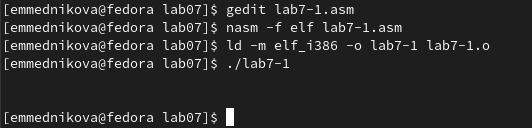 [emmednikova@fedora lab07]$ gedit lab7-1.asm
[emmednikova@fedora lab07]$ nasm -f elf lab7-1.asm
[emmednikova@fedora lab07]$ ld -m elf_i386 -o lab7-1 lab7-1.o
[emmednikova@fedora lab07]$ ./lab7-1
[emmednikova@fedora lab07]$